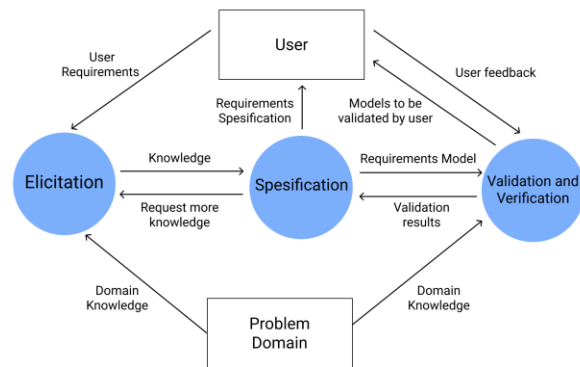 User
User
Requirements
User feedback
Requirements
Spesification
Models to be
validated by user
Knowledge
Requirements Model
Elicitation
Spesification
Validation and
Verification
Request more
knowledge
Validation
results
Domain
Knowledge
Domain
Knowledge
Problem
Domain